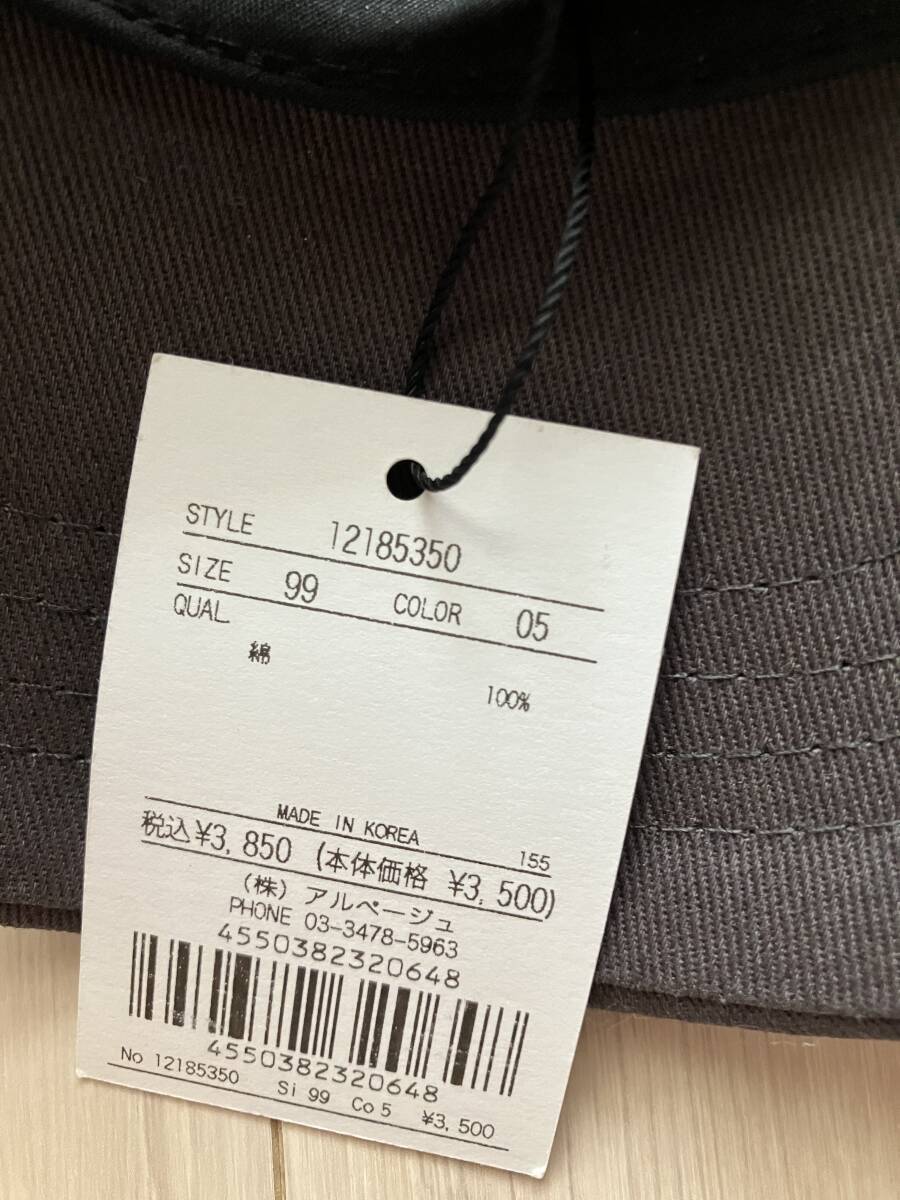 STYLE 12185350
SIZE 99 COLOR 05
QUAL
綿
100%
MADE IN KOREA 155
税込¥3,850 (本体価格 ¥3,500)
(株) アルページュ
PHONE 03-3478-5963
4550382320648
4550382320648
No 12185350 Si 99 Co 5 ¥3,500